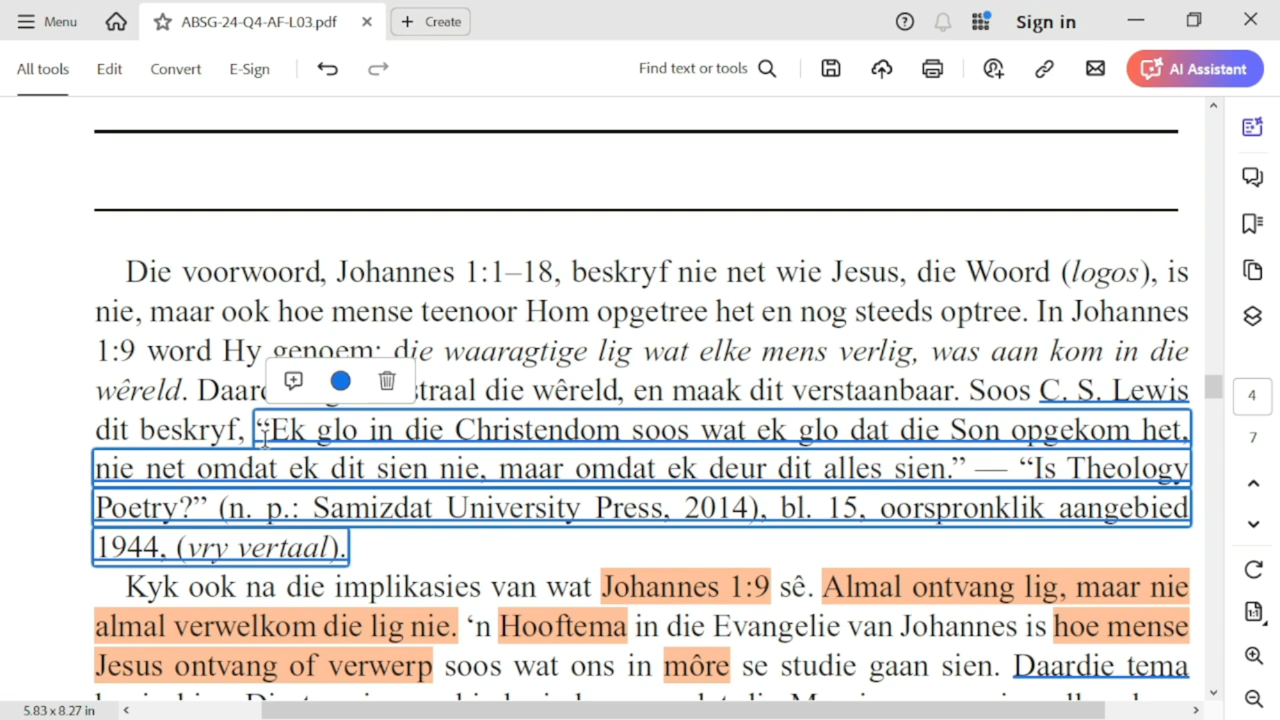 Menu
ABSG-24-Q4-AF-L03.pdf
Create
Sign in
All tools
Edit
Convert
E-Sign
Find text or tools
AI Assistant
Die voorwoord, Johannes 1:1–18, beskryf nie net wie Jesus, die Woord (logos), is
nie, maar ook hoe mense teenoor Hom opgetree het en nog steeds optree. In Johannes
1:9 word Hy genoem: die waaragtige lig wat elke mens verlig, was aan kom in die
wêreld. straal die wêreld, en maak dit verstaanbaar. Soos C. S. Lewis
dit beskryf, “Ek glo in die Christendom soos wat ek glo dat die Son opgekom het,
nie net omdat ek dit sien nie, maar omdat ek deur dit alles sien.” — “Is Theology
Poetry?” (n. p.: Samizdat University Press, 2014), bl. 15, oorspronklik aangebied
1944, (vry vertaal).
Kyk ook na die implikasies van wat Johannes 1:9 sê. Almal ontvang lig, maar nie
almal verwelkom die lig nie. ‘n Hooftema in die Evangelie van Johannes is hoe mense
Jesus ontvang of verwerp soos wat ons in môre se studie gaan sien. Daardie tema
4
7
5.83 x 8.27 in